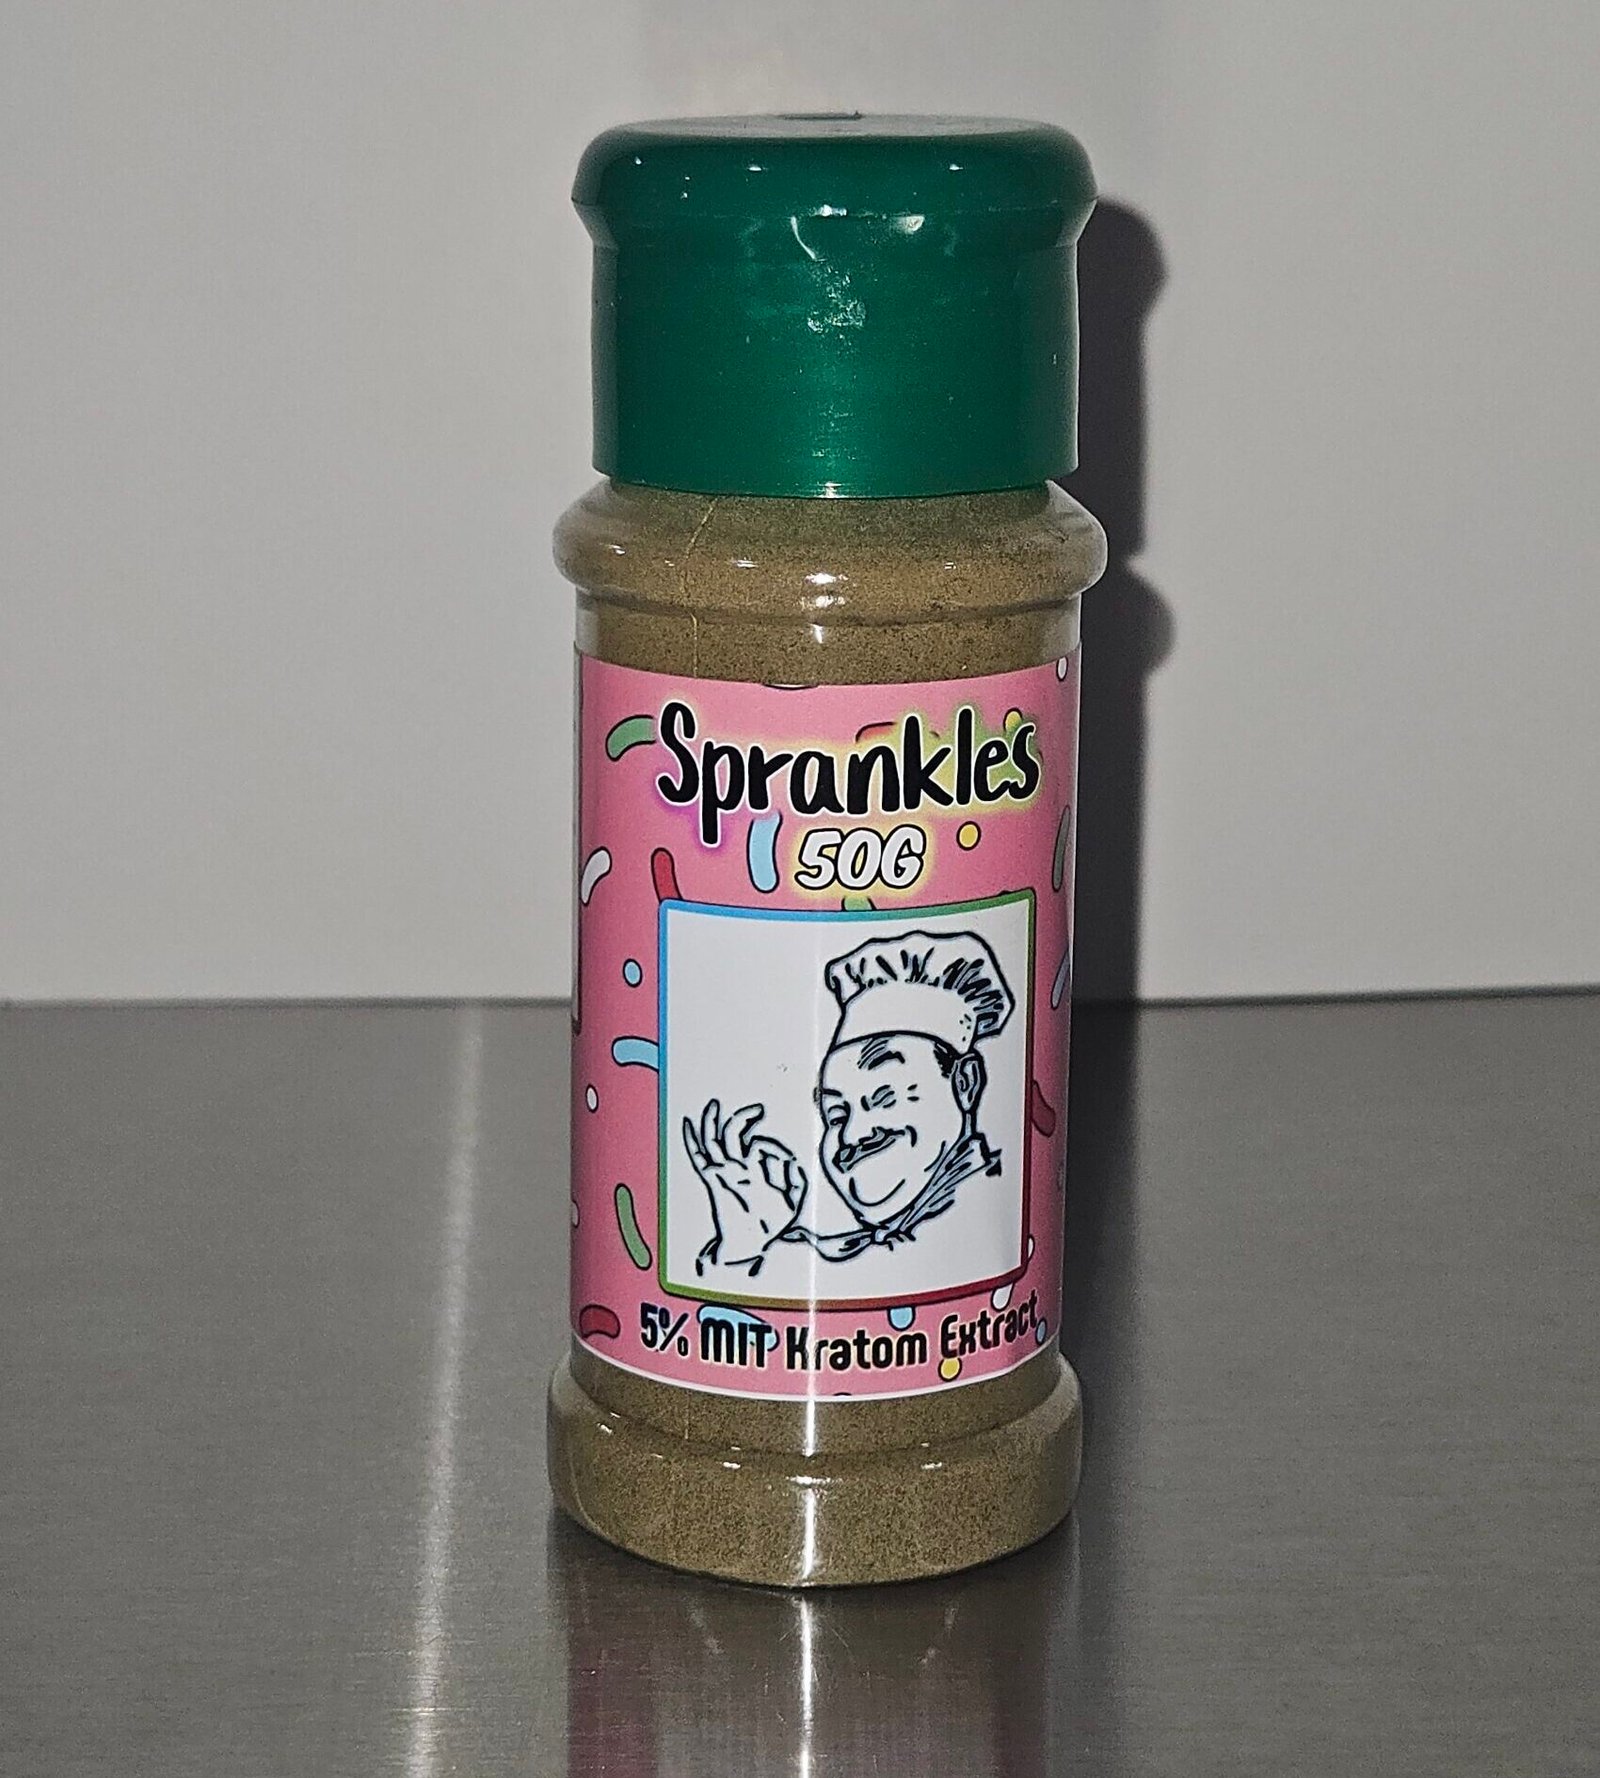 Sprankles
50G
5% MIT Kratom Extract